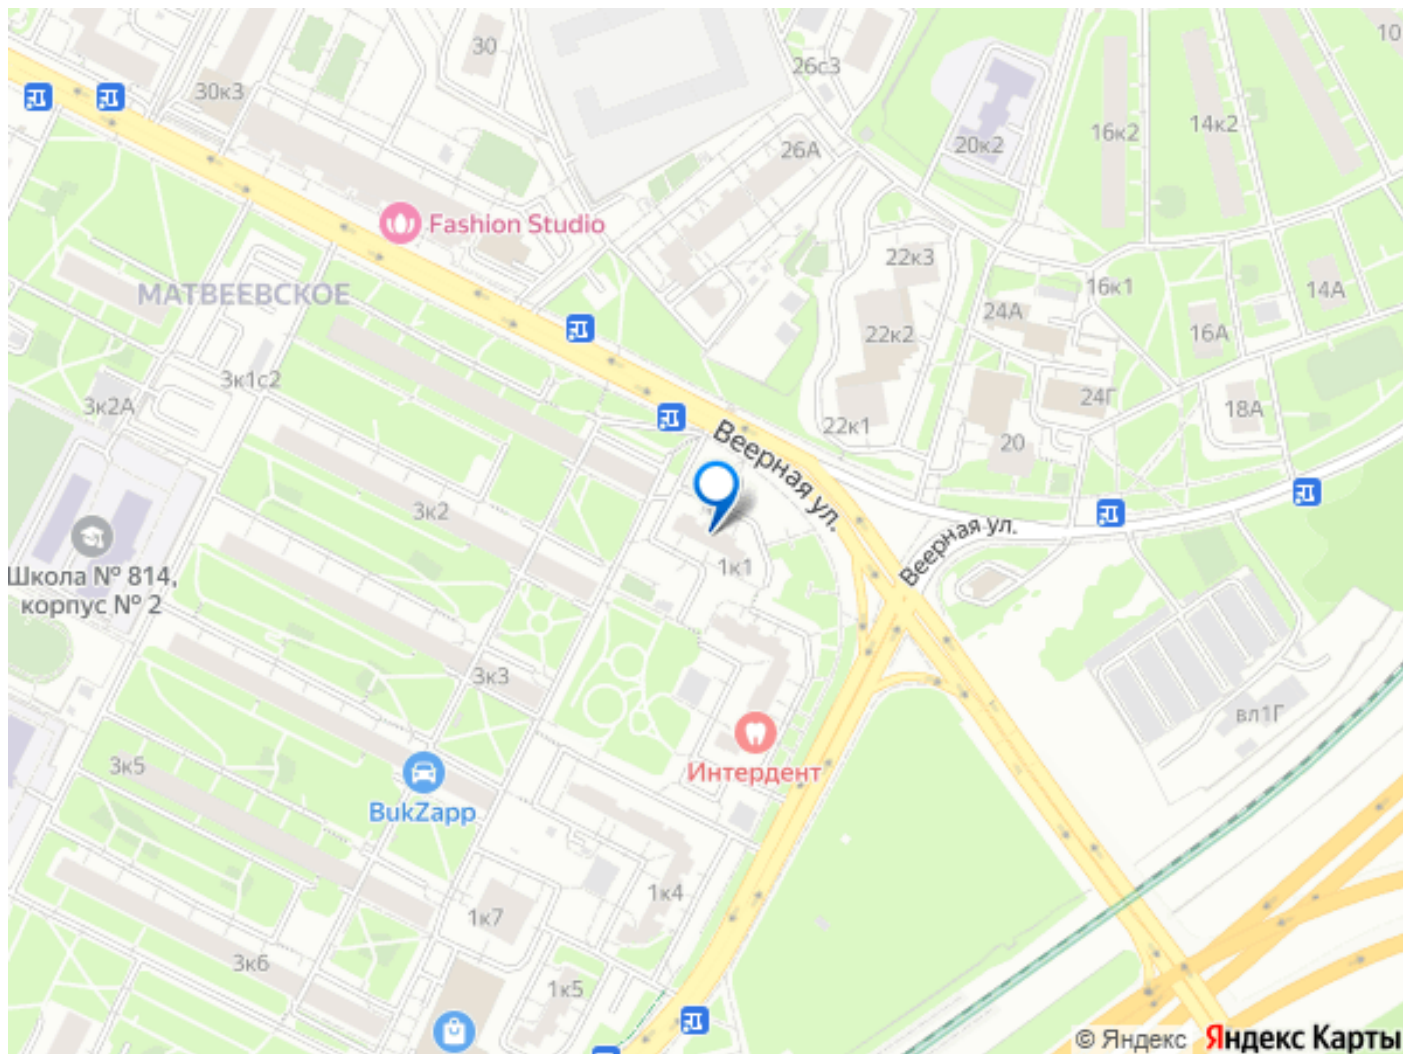 30
26с3
10
30к3
16к2
14к2
20к2
26А
Fashion Studio
22к3
МАТВЕЕВСКОЕ
16к1
14А
24А
22к2
16А
3к1с2
24Г
3к2А
18А
22к1
Веерная ул.
20
3к2
Веерная ул.
1к1
Школа № 814,
корпус № 2
3к3
вл1Г
3к5
Интердент
BukZapp
1к4
1к7
3к6
1к5
© Яндекс Яндекс Карты